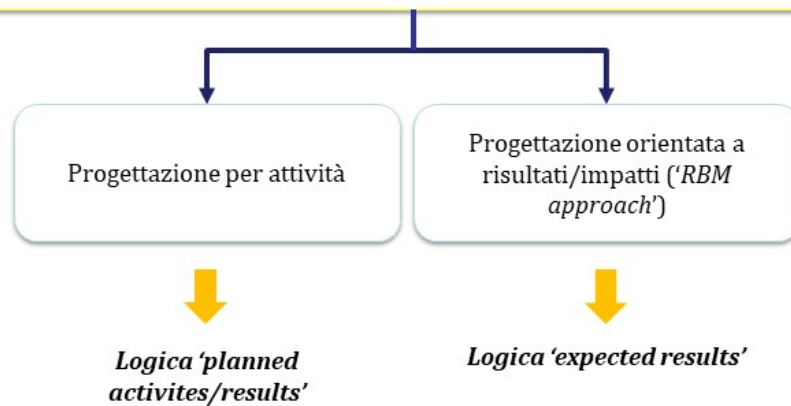 Progettazione per attività
Progettazione orientata a
risultati/impatti (‘RBM
approach’)
Logica ‘planned
activites/results’
Logica ‘expected results’